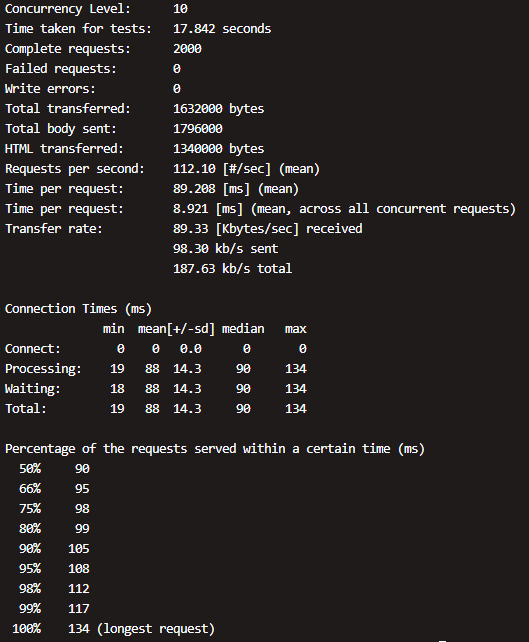 Concurrency Level:      10
Time taken for tests:   17.842 seconds
Complete requests:      2000
Failed requests:        0
Write errors:           0
Total transferred:      1632000 bytes
Total body sent:        1796000
HTML transferred:       1340000 bytes
Requests per second:    112.10 [#/sec] (mean)
Time per request:       89.208 [ms] (mean)
Time per request:       8.921 [ms] (mean, across all concurrent requests)
Transfer rate:          89.33 [Kbytes/sec] received
                        98.30 kb/s sent
                        187.63 kb/s total

Connection Times (ms)
              min  mean[+/-sd] median   max
Connect:        0    0   0.0      0       0
Processing:    19   88  14.3     90     134
Waiting:       18   88  14.3     90     134
Total:         19   88  14.3     90     134

Percentage of the requests served within a certain time (ms)
  50%     90
  66%     95
  75%     98
  80%     99
  90%    105
  95%    108
  98%    112
  99%    117
 100%    134 (longest request)